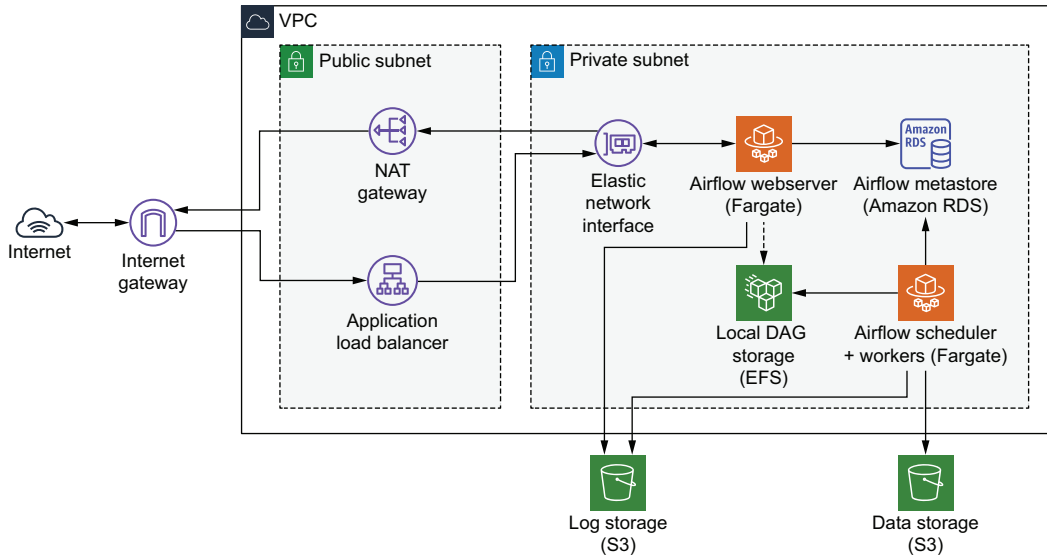 VPC
Public subnet
Private subnet
NAT
gateway
Elastic
network
interface
Airflow webserver
(Fargate)
Amazon
RDS
Airflow metastore
(Amazon RDS)
Internet
Internet
gateway
Application
load balancer
Local DAG
storage
(EFS)
Airflow scheduler
+ workers (Fargate)
Log storage
(S3)
Data storage
(S3)